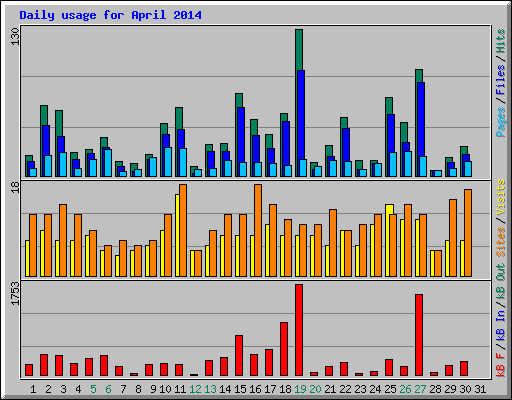 Daily usage for April 2014
130
Pages / Files / Hits
18
Sites / Visits
1753
kB F / kB In / kB Out
1 2 3 4 5 6 7 8 9 10 11 12 13 14 15 16 17 18 19 20 21 22 23 24 25 26 27 28 29 30 31